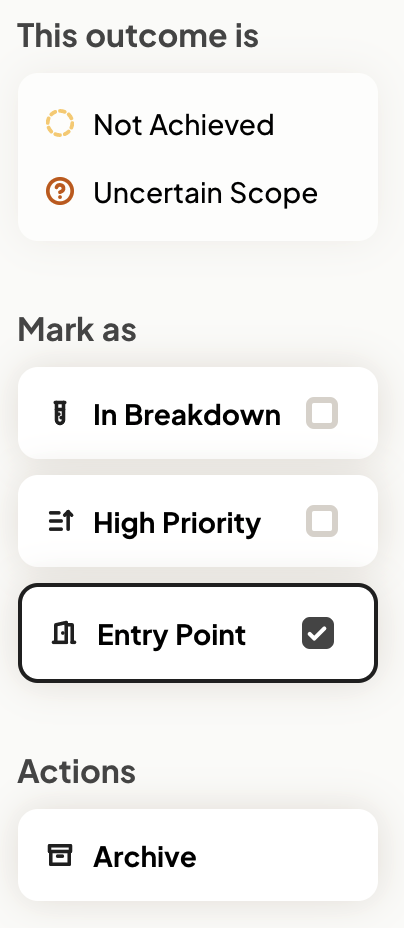 This outcome is
Not Achieved
Uncertain Scope
Mark as
In Breakdown
High Priority
Entry Point
Actions
Archive